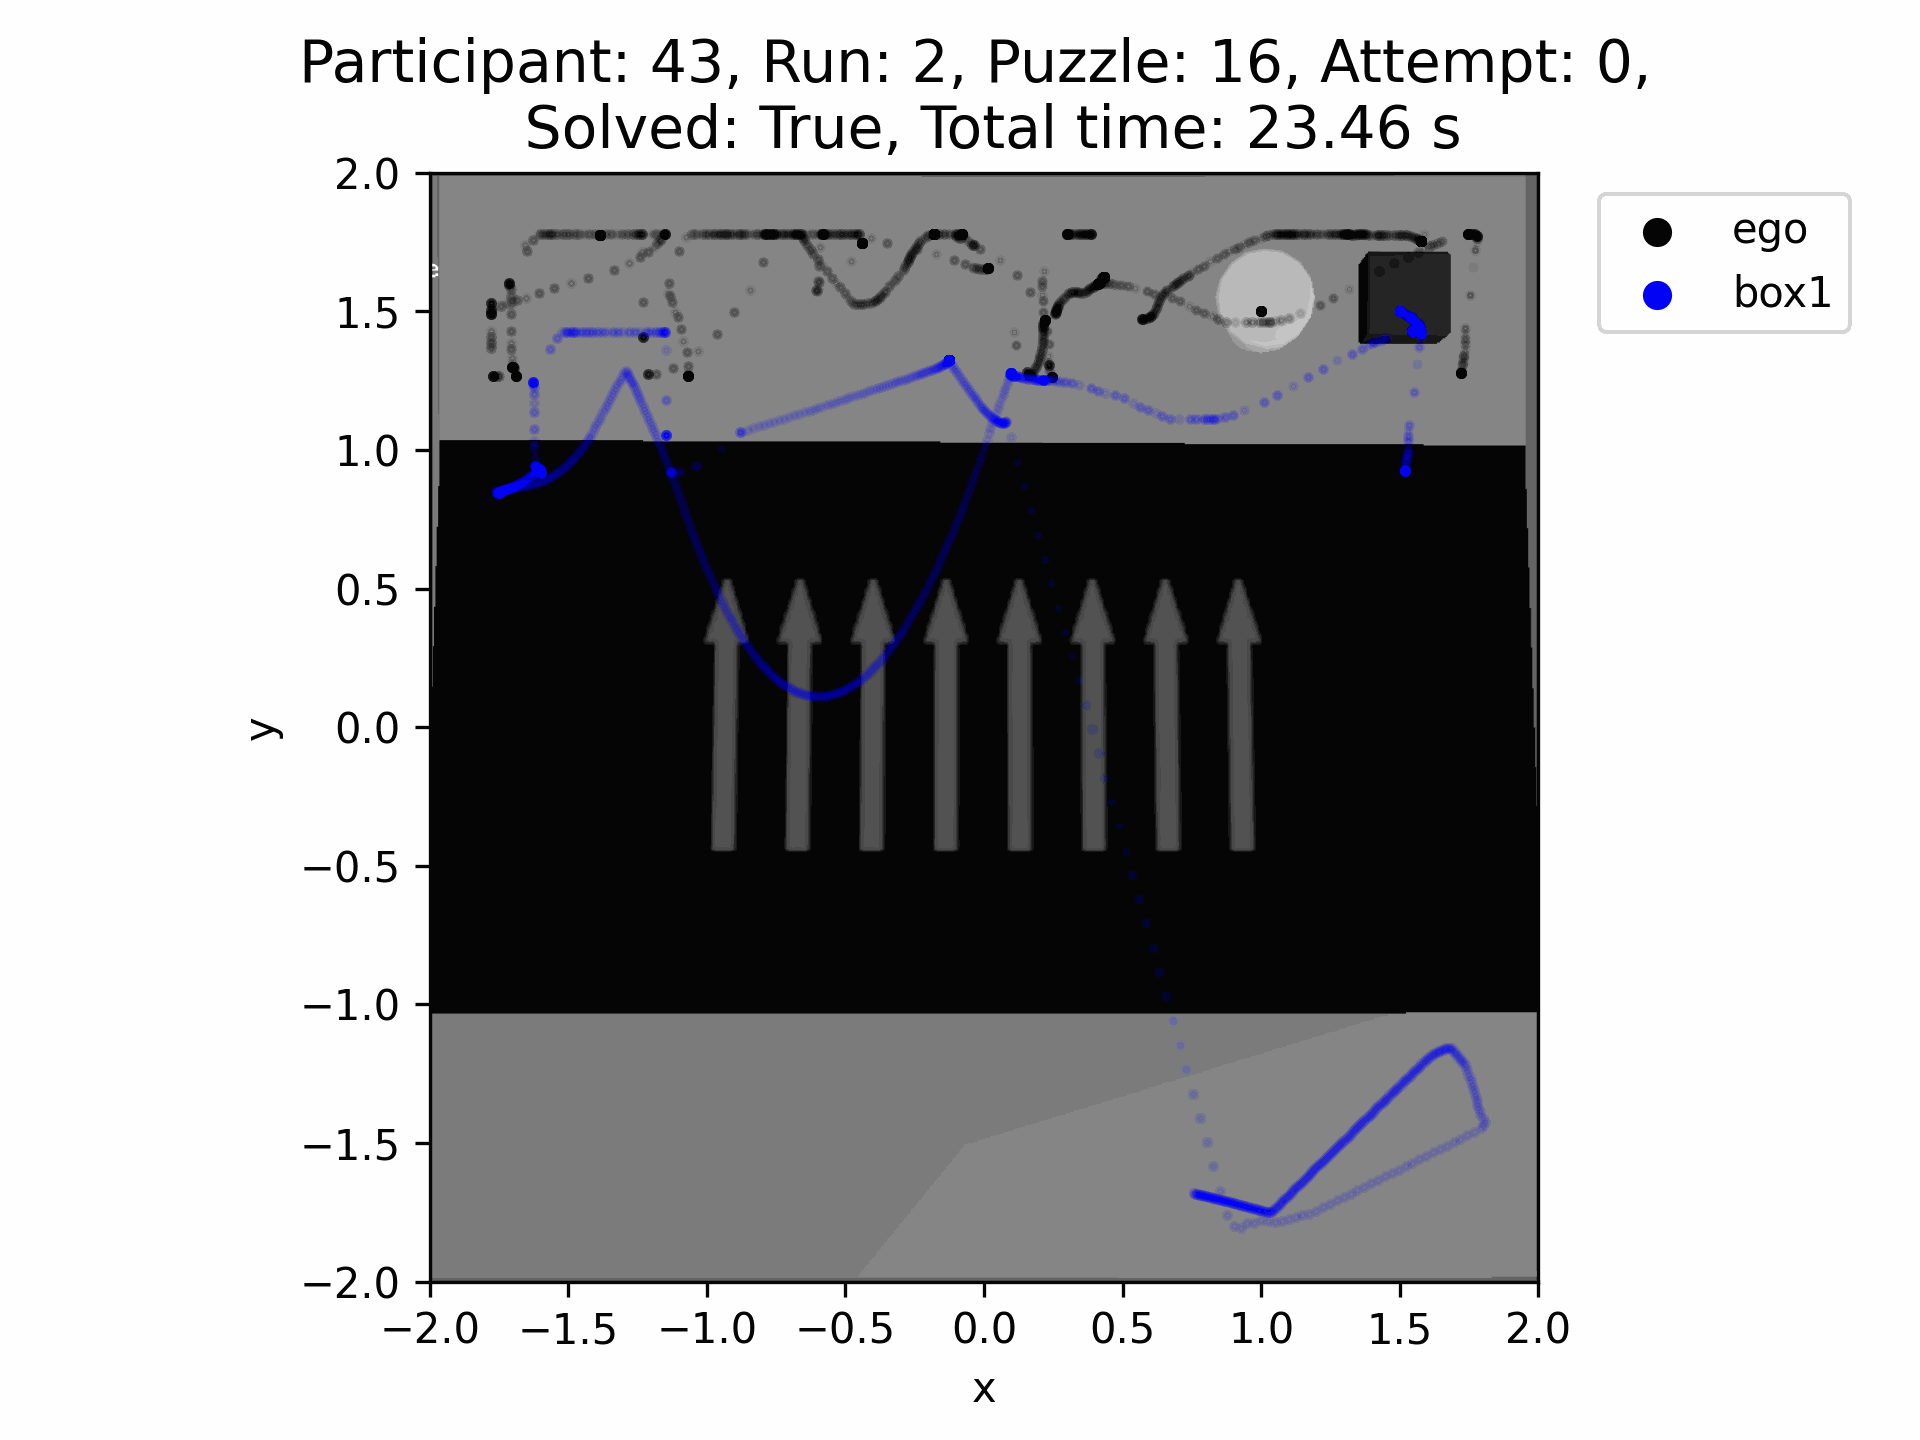 Participant: 43, Run: 2, Puzzle: 16, Attempt: 0,
Solved: True, Total time: 23.46 s
ego
box1
2.0
1.5
1.0
0.5
0.0
−0.5
−1.0
−1.5
−2.0
y
e
−2.0 −1.5 −1.0 −0.5 0.0 0.5 1.0 1.5 2.0
x